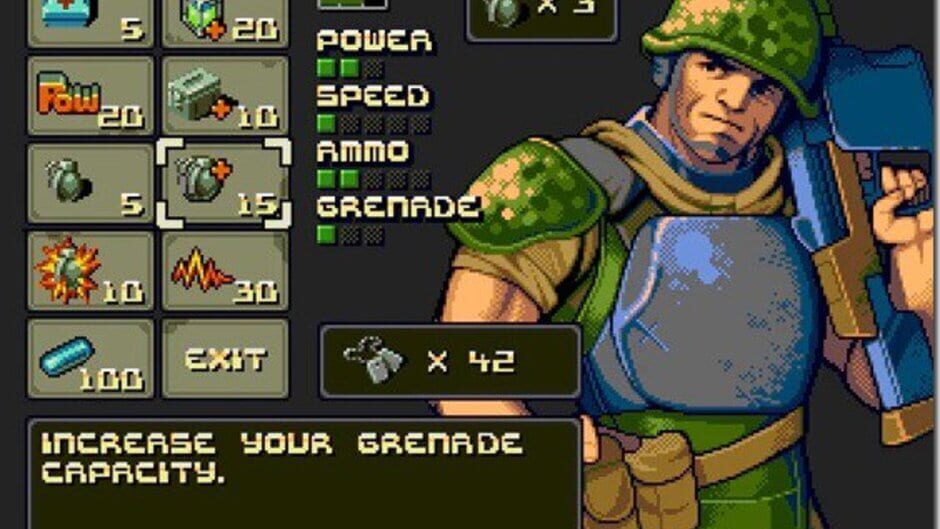 5
20
X 3
POWER
POW
20
10
SPEED
AMMO
5
15
GRENADE
10
30
100
EXIT
X 42
INCREASE YOUR GRENADE
CAPACITY.